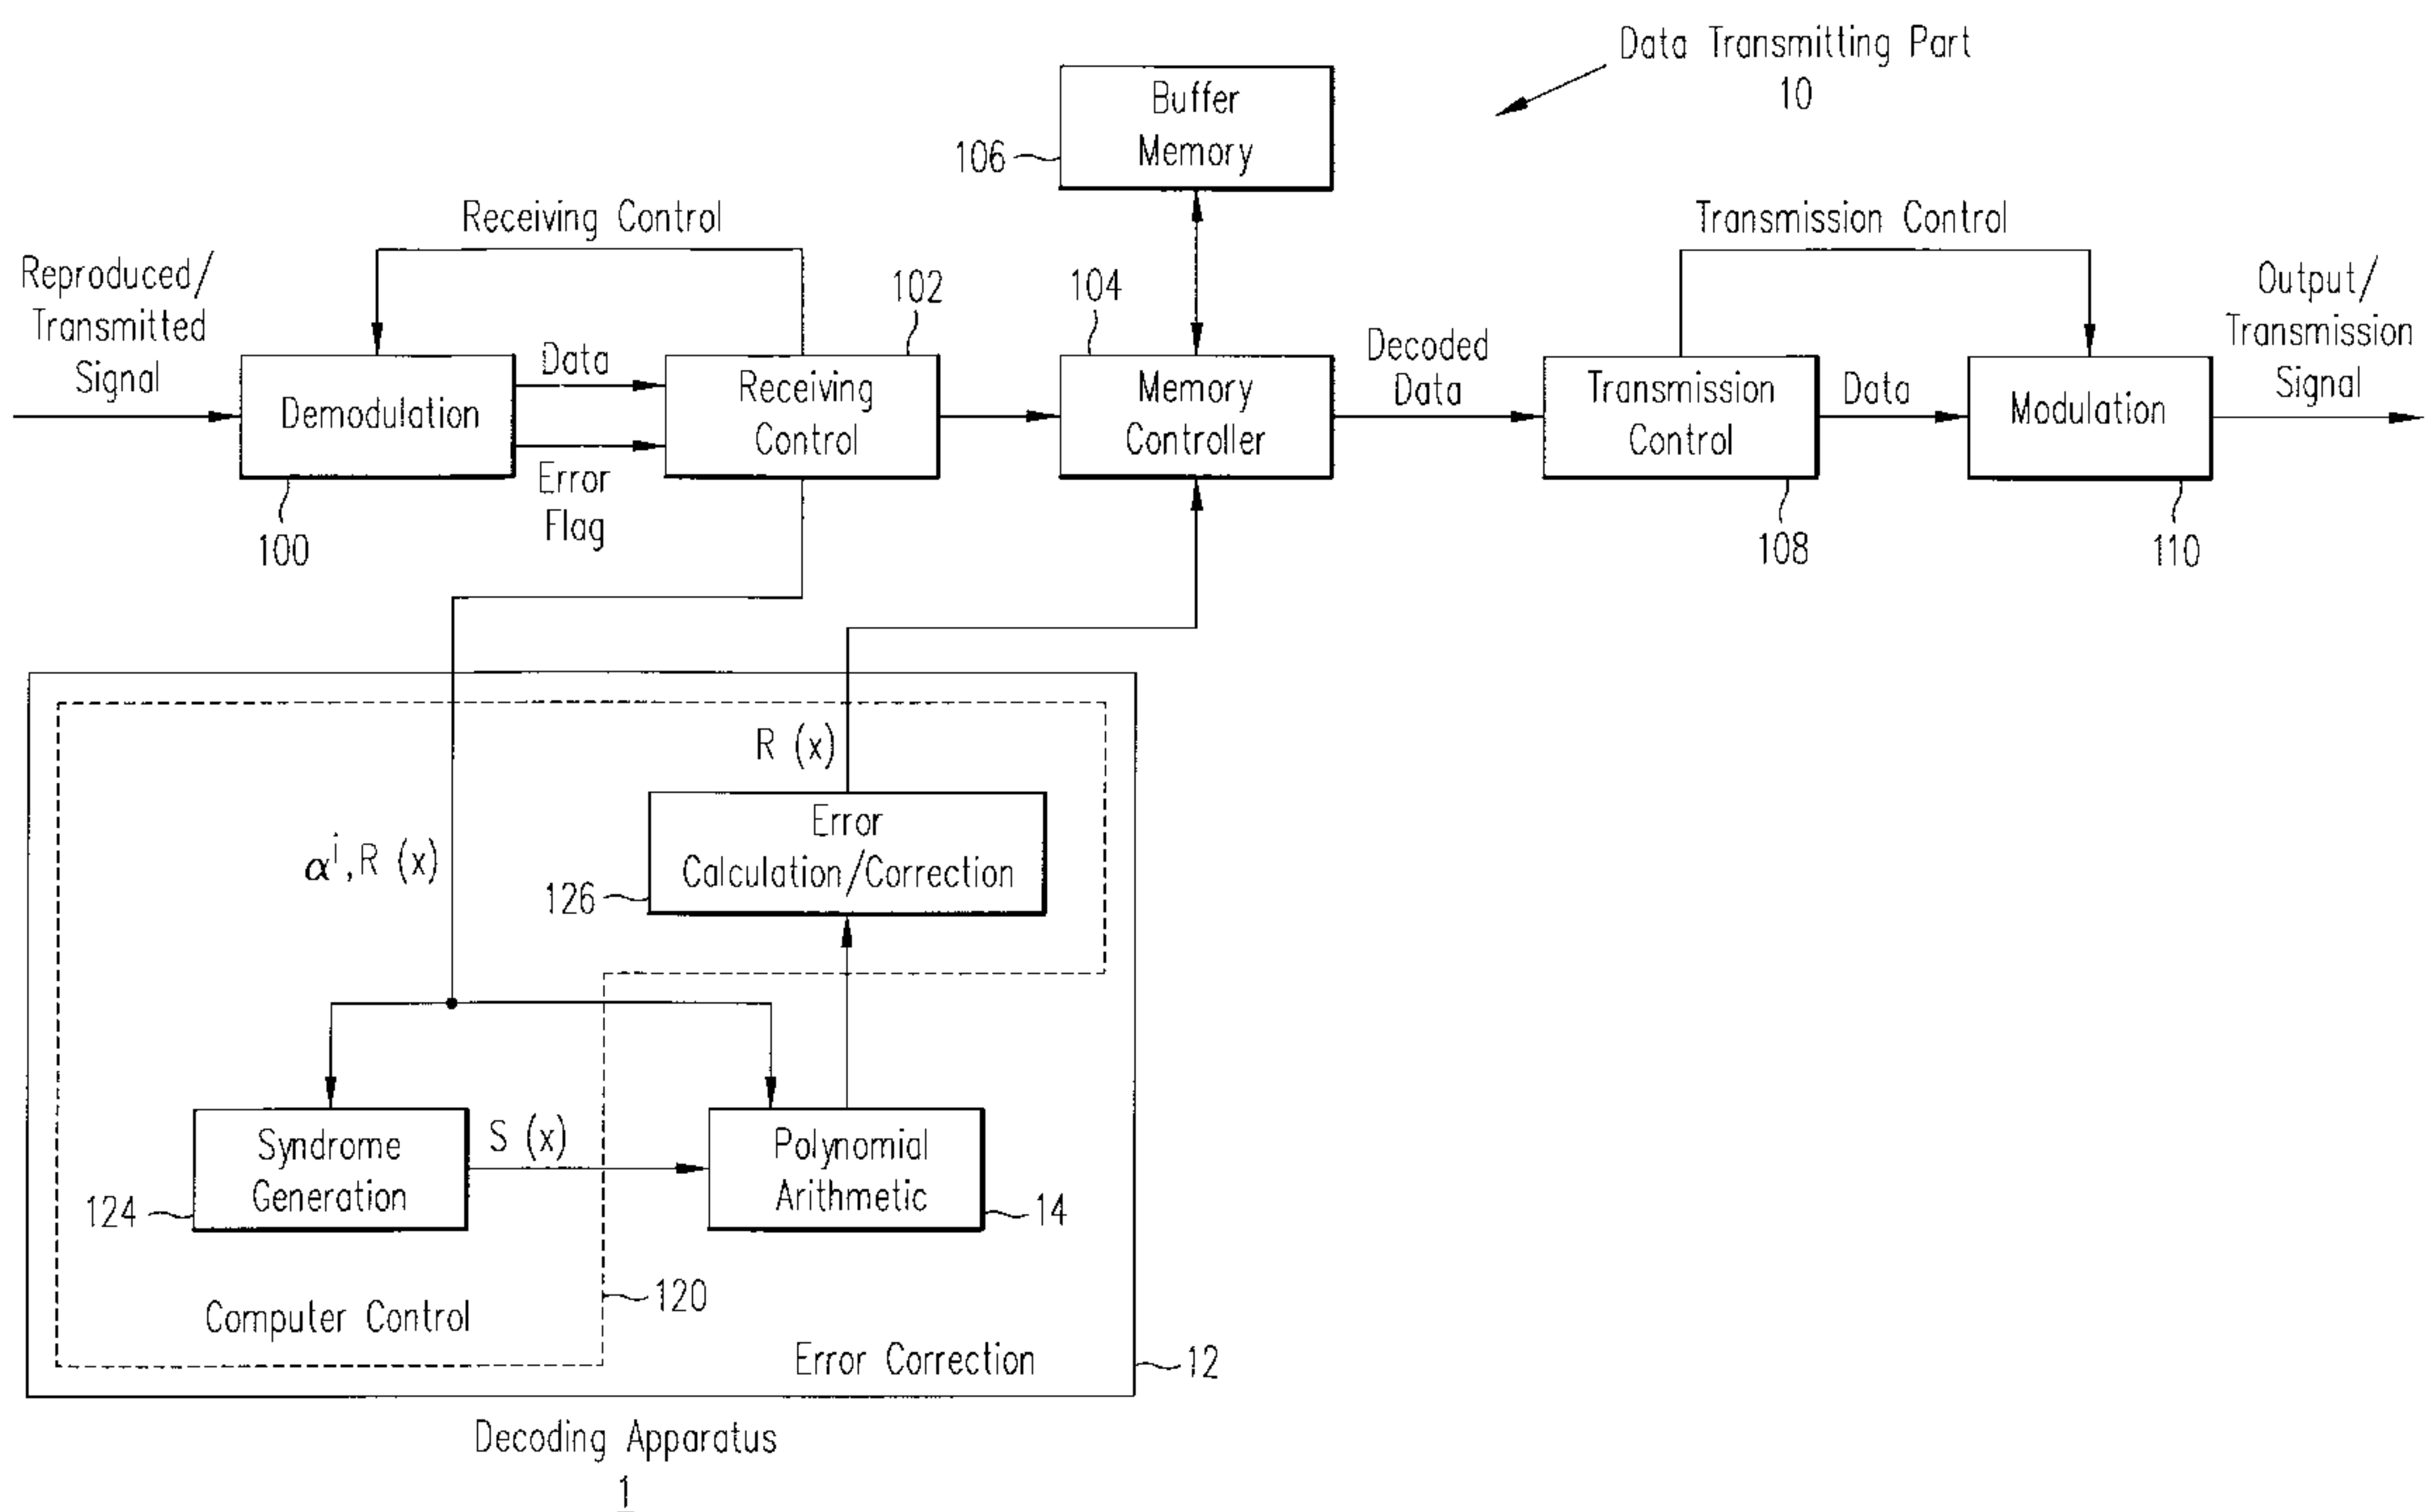 Data Transmitting Part
10
Buffer
Memory
106
Receiving Control
Transmission Control
Reproduced/
Transmitted
Signal
102
104
Output/
Transmission
Signal
Data
Decoded
Data
Demodulation
Receiving
Control
Memory
Controller
Transmission
Control
Data
Modulation
Error
Flag
100
108
110
R (x)
αⁱ,R (x)
Error
Calculation/Correction
126
Syndrome
Generation
S (x)
Polynomial
Arithmetic
124
14
120
Computer Control
Error Correction
12
Decoding Apparatus
1